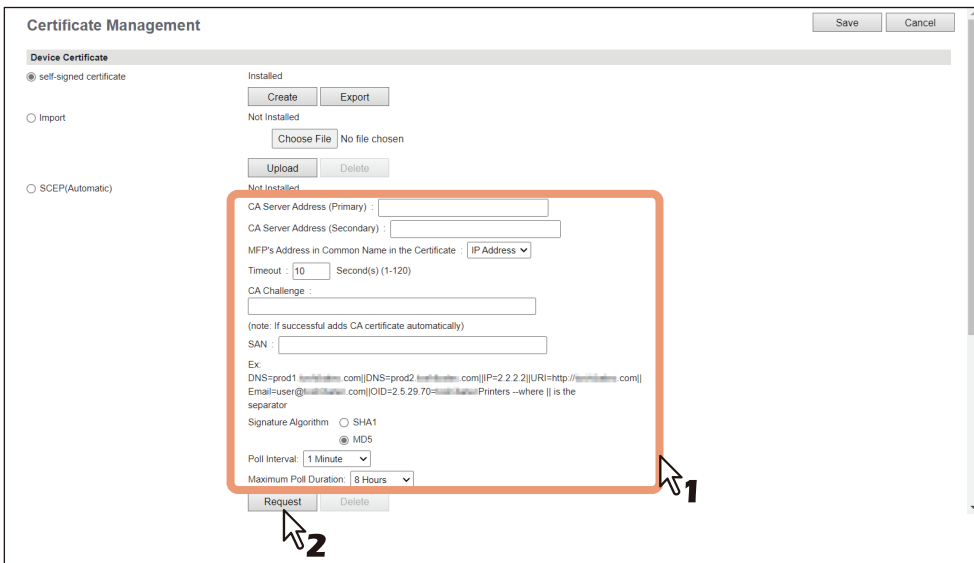 Certificate Management
Save
Cancel
Device Certificate
self-signed certificate
Installed
Create
Export
Import
Not Installed
Choose File No file chosen
Upload
Delete
SCEP(Automatic)
Not Installed
CA Server Address (Primary) :
CA Server Address (Secondary) :
MFP's Address in Common Name in the Certificate : IP Address
Timeout : 10 Second(s) (1-120)
CA Challenge :
(note: If successful adds CA certificate automatically)
SAN :
Ex:
DNS=prod1. .com||DNS=prod2. .com||IP=2.2.2.2||URI=http:// .com||
Email=user@ .com||OID=2.5.29.70= Printers --where || is the
separator
Signature Algorithm SHA1
MD5
Poll Interval: 1 Minute
Maximum Poll Duration: 8 Hours
1
Request
Delete
2